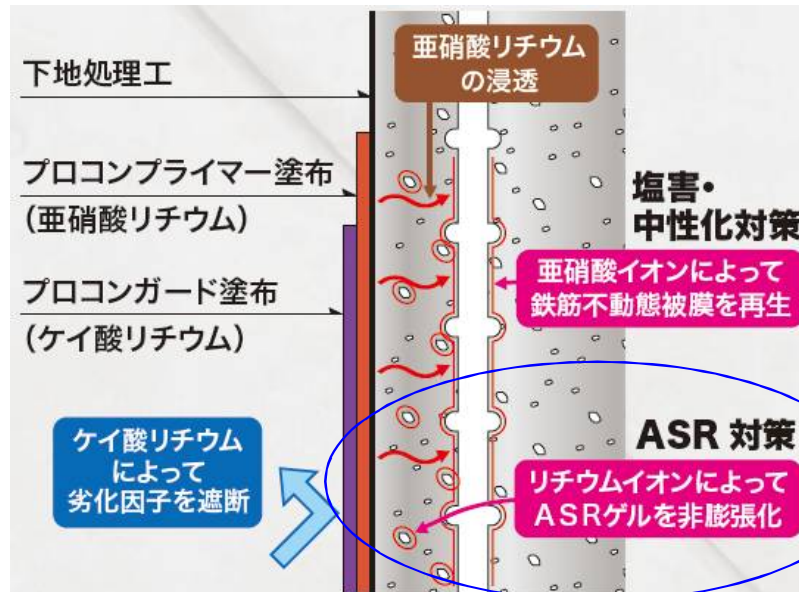 下地処理工
プロコンプライマー塗布
(亜硝酸リチウム)
プロコンガード塗布
(ケイ酸リチウム)
ケイ酸リチウム
によって
劣化因子を遮断
亜硝酸リチウム
の浸透
塩害・
中性化対策
亜硝酸イオンによって
鉄筋不動態被膜を再生
ASR 対策
リチウムイオンによって
ASRゲルを非膨張化